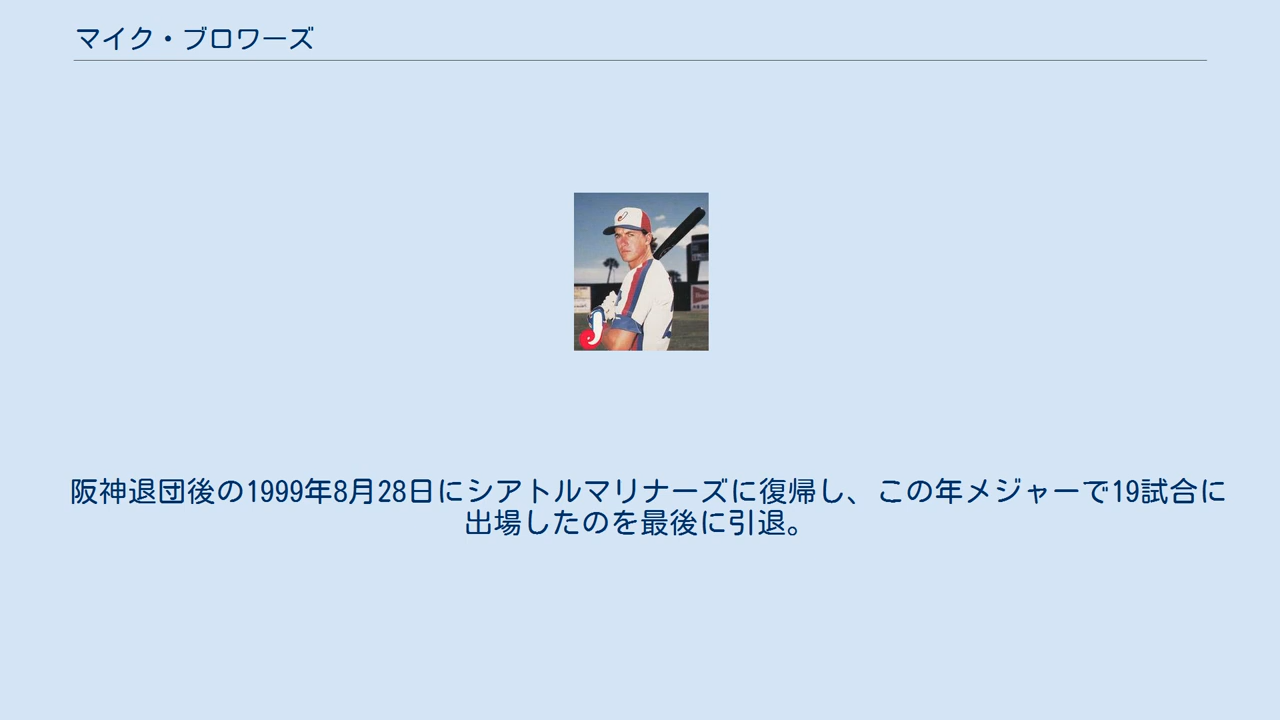 マイク・ブロワーズ
阪神退団後の1999年8月28日にシアトルマリナーズに復帰し、この年メジャーで19試合に
出場したのを最後に引退。